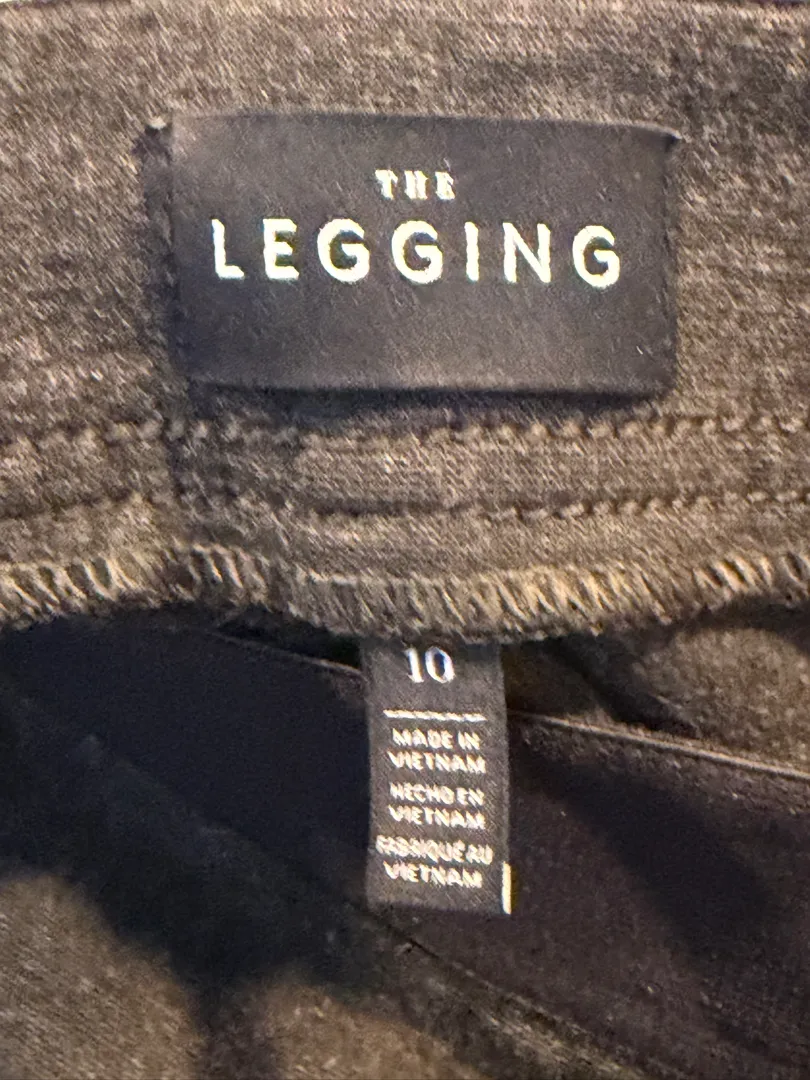 THE
LEGGING
10
MADE IN
VIETNAM
HECHO EN
VIETNAM
FABRIQUÉ AU
VIETNAM